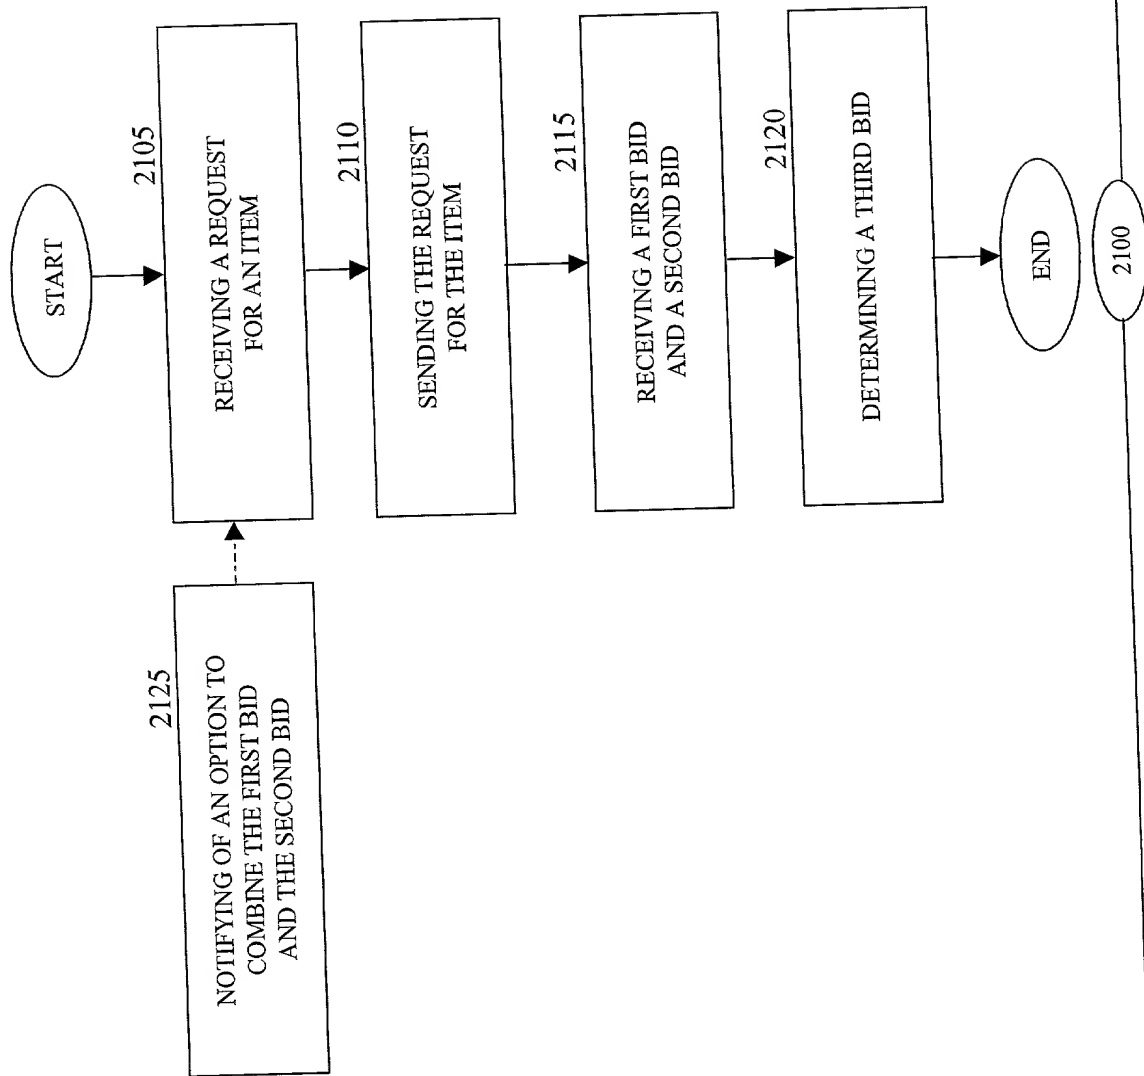 START
2105
RECEIVING A REQUEST
FOR AN ITEM
2110
SENDING THE REQUEST
FOR THE ITEM
2115
RECEIVING A FIRST BID
AND A SECOND BID
2120
DETERMINING A THIRD BID
END
2100
2125
NOTIFYING OF AN OPTION TO
COMBINE THE FIRST BID
AND THE SECOND BID